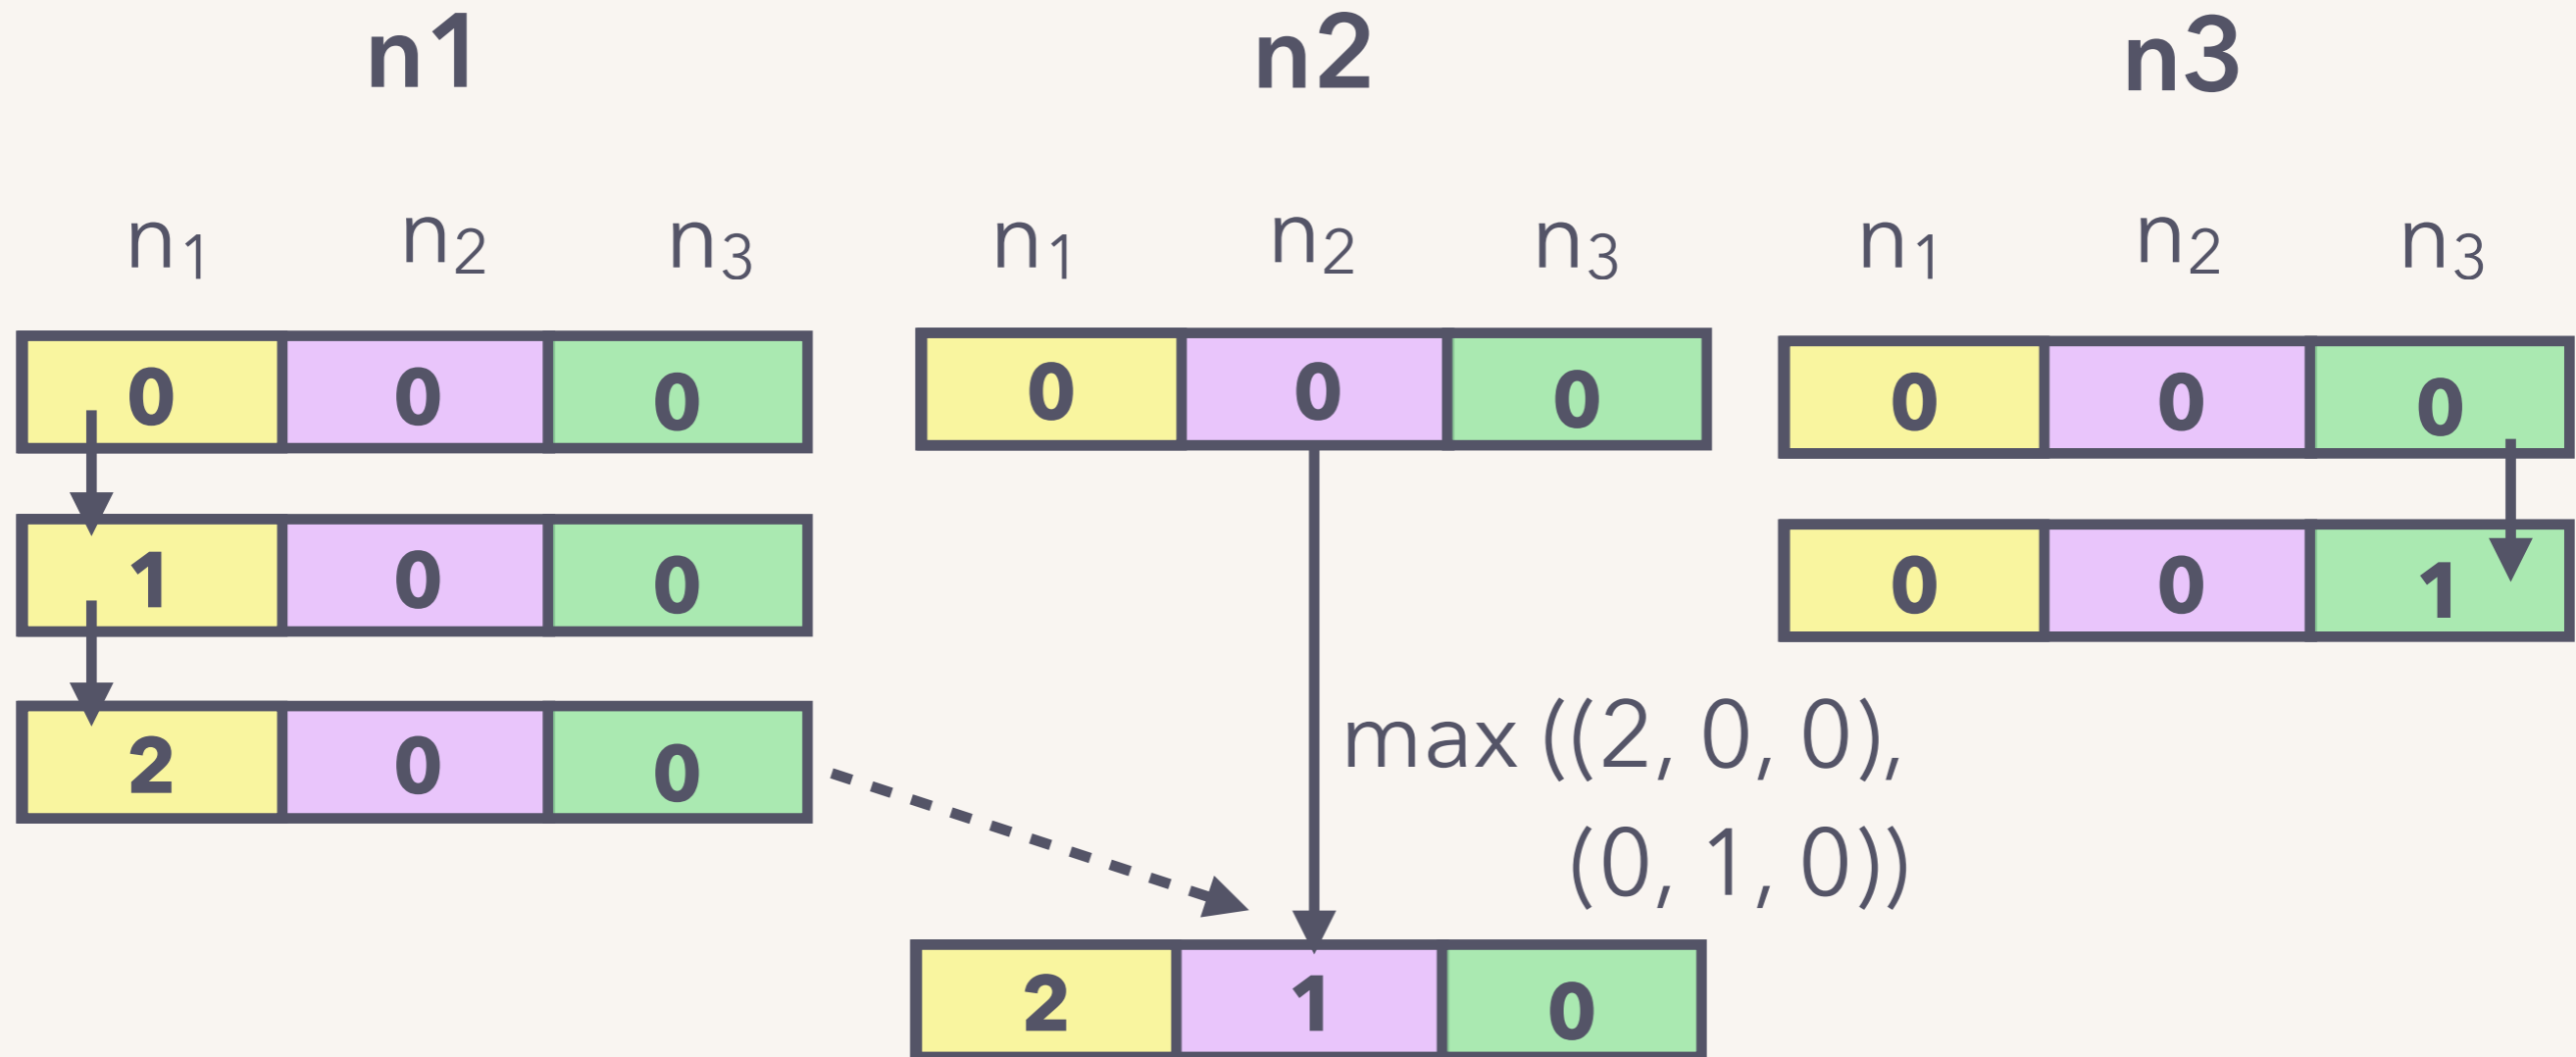 n1 n2 n3
n₁ n₂ n₃ n₁ n₂ n₃ n₁ n₂ n₃
0 0 0 0 0 0 0 0 0
1 0 0 0 0 1
2 0 0
max ((2, 0, 0),
(0, 1, 0))
2 1 0